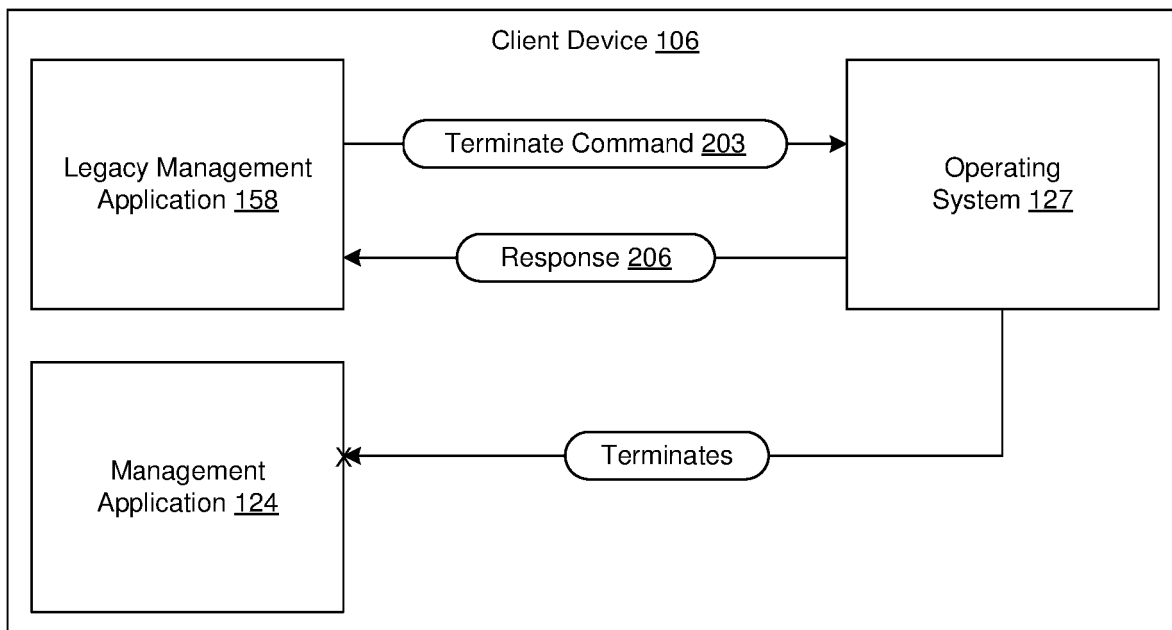 Client Device 106
Legacy Management
Application 158
Terminate Command 203
Operating
System 127
Response 206
Management
Application 124
X
Terminates